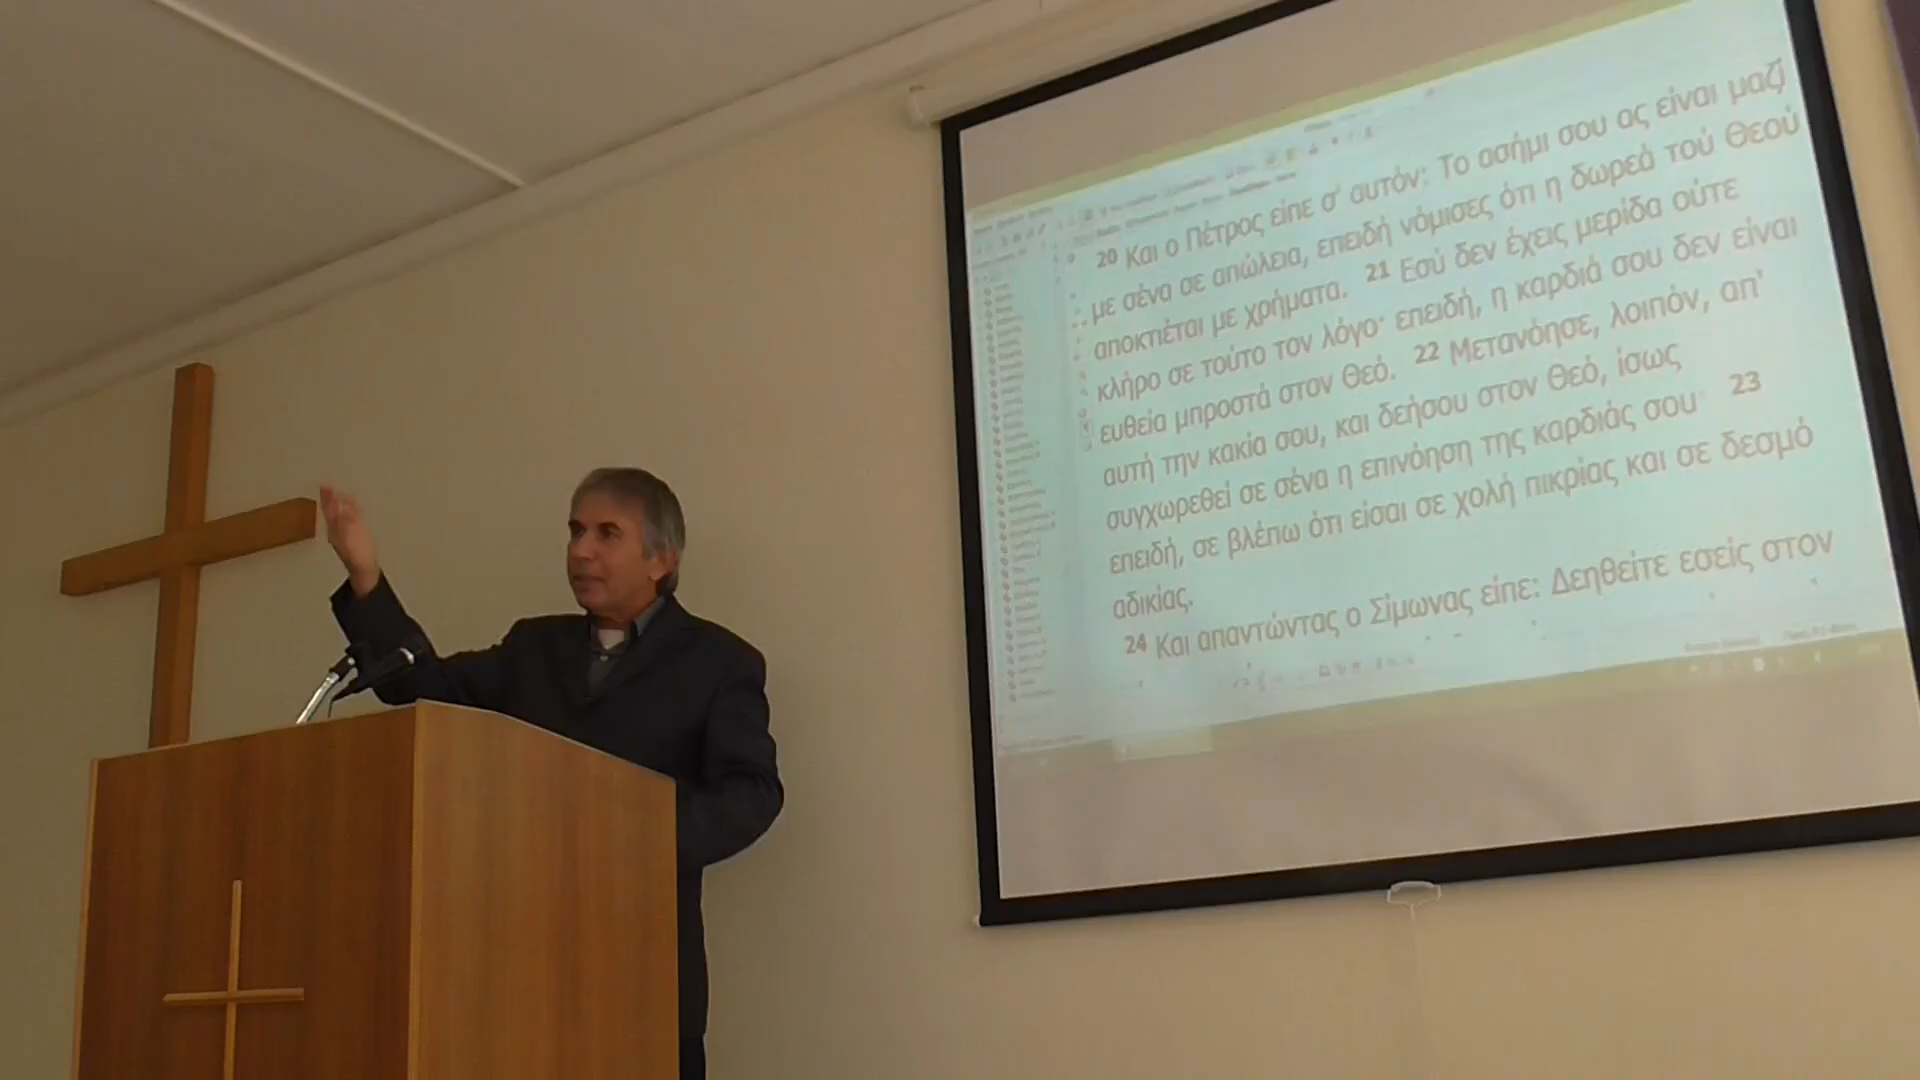 20 Και ο Πέτρος είπε σ' αυτόν: Το ασήμι σου ας είναι μαζί
με σένα σε απώλεια, επειδή νόμισες ότι η δωρεά τού Θεού
αποκτιέται με χρήματα. 21 Εσύ δεν έχεις μερίδα ούτε
κλήρο σε τούτο τον λόγο· επειδή, η καρδιά σου δεν είναι
ευθεία μπροστά στον Θεό. 22 Μετανόησε, λοιπόν, απ'
αυτή την κακία σου, και δεήσου στον Θεό, ίσως
συγχωρεθεί σε σένα η επινόηση της καρδιάς σου· 23
επειδή, σε βλέπω ότι είσαι σε χολή πικρίας και σε δεσμό
αδικίας.
24 Και απαντώντας ο Σίμωνας είπε: Δεηθείτε εσείς στον